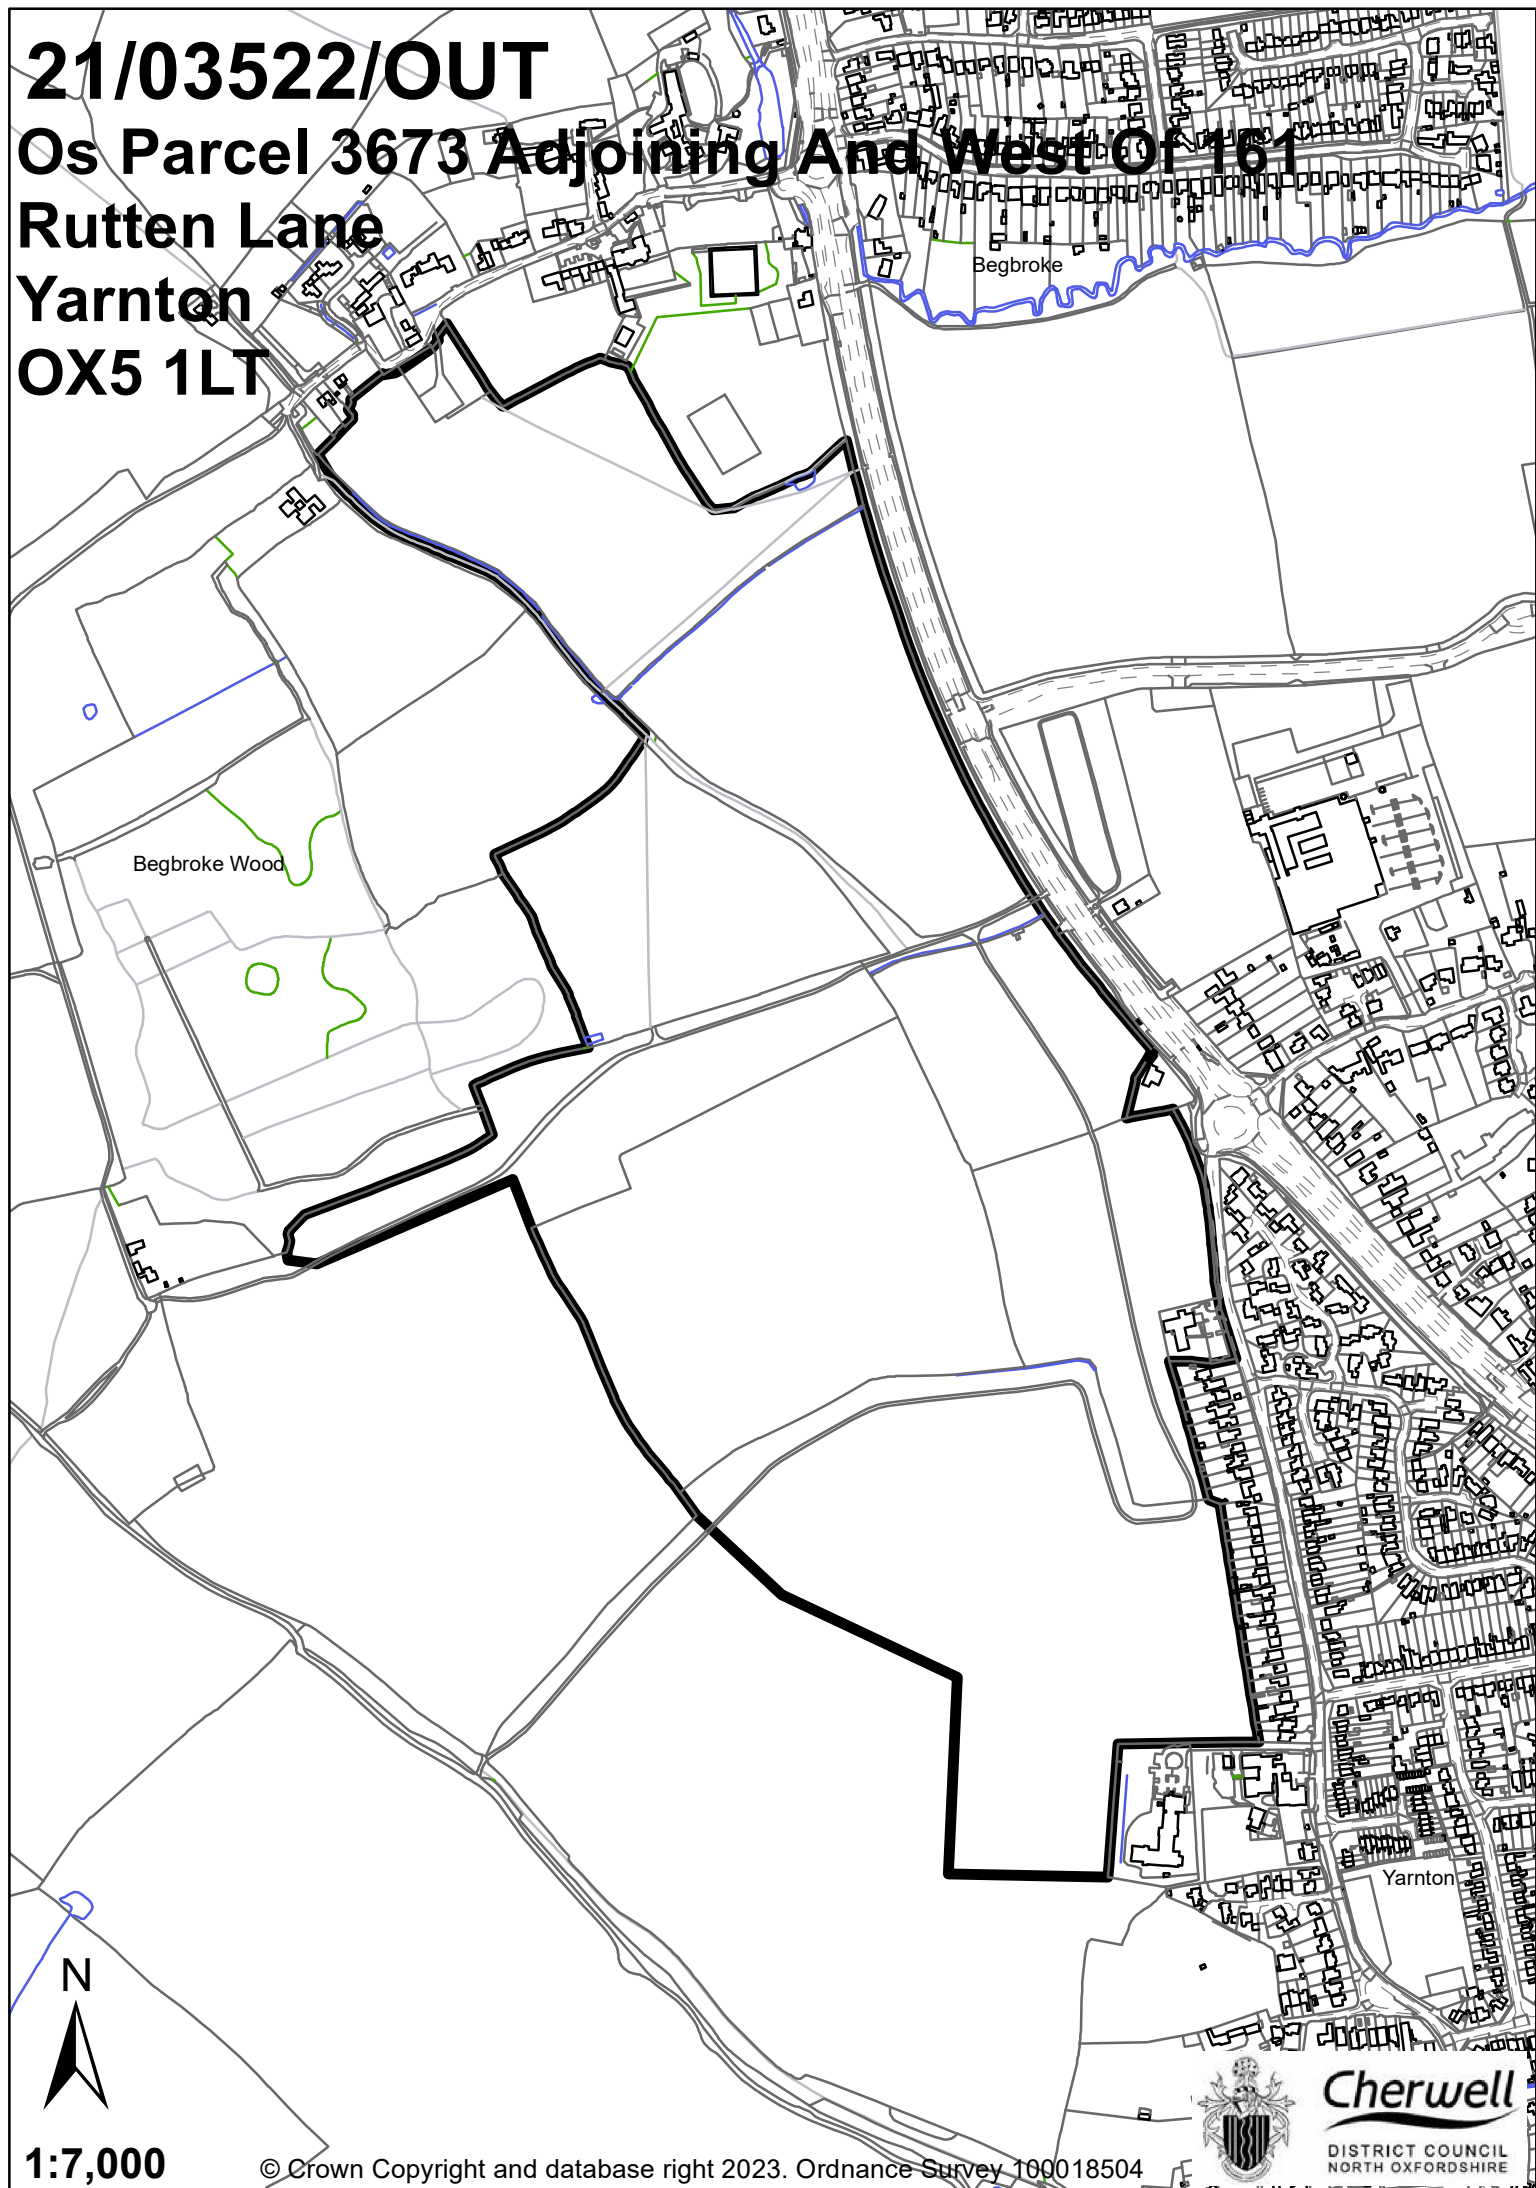 21/03522/OUT
Os Parcel 3673 Adjoining And West Of 161
Rutten Lane
Yarnton
OX5 1LT
Begbroke
Begbroke Wood
Yarnton
N
1:7,000
© Crown Copyright and database right 2023. Ordnance Survey 100018504
Cherwell
DISTRICT COUNCIL
NORTH OXFORDSHIRE